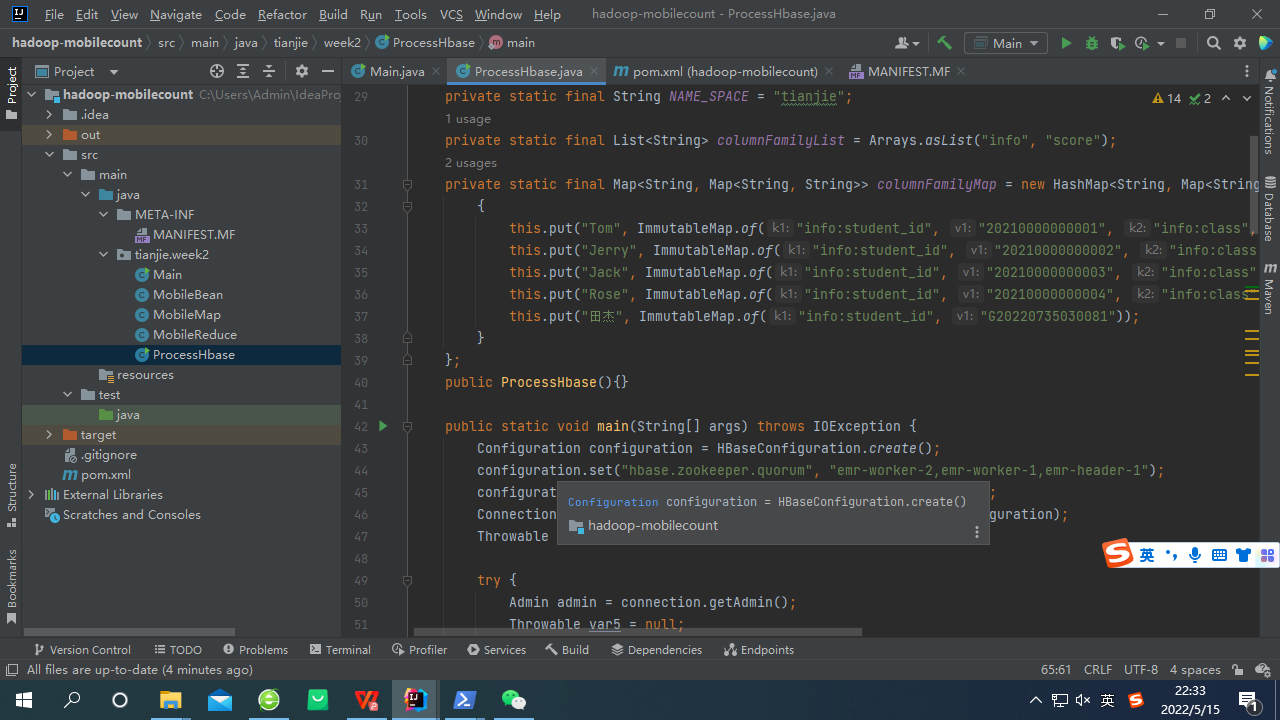 File Edit View Navigate Code Refactor Build Run Tools VCS Window Help hadoop-mobilecount - ProcessHbase.java
hadoop-mobilecount src main java tianjie week2 ProcessHbase main Main
Project
Main.java ProcessHbase.java pom.xml (hadoop-mobilecount) MANIFEST.MF
Project
Structure
Bookmarks
hadoop-mobilecount C:\Users\Admin\IdeaPro
.idea
out
src
main
java
META-INF
MANIFEST.MF
tianjie.week2
Main
MobileBean
MobileMap
MobileReduce
ProcessHbase
resources
test
java
target
.gitignore
pom.xml
External Libraries
Scratches and Consoles
14 2
29 private static final String NAME_SPACE = "tianjie";
1 usage
30 private static final List<String> columnFamilyList = Arrays.asList("info", "score");
2 usages
31 private static final Map<String, Map<String, String>> columnFamilyMap = new HashMap<String, Map<String
32 {
33 this.put("Tom", ImmutableMap.of( k1: "info:student_id", v1: "20210000000001", k2: "info:class",
34 this.put("Jerry", ImmutableMap.of( k1: "info:student_id", v1: "20210000000002", k2: "info:class
35 this.put("Jack", ImmutableMap.of( k1: "info:student_id", v1: "20210000000003", k2: "info:class"
36 this.put("Rose", ImmutableMap.of( k1: "info:student_id", v1: "20210000000004", k2: "info:class"
37 this.put("田杰", ImmutableMap.of( k1: "info:student_id", v1: "G20220735030081"));
38 }
39 };
40 public ProcessHbase(){}
41
42 public static void main(String[] args) throws IOException {
43 Configuration configuration = HBaseConfiguration.create();
44 configuration.set("hbase.zookeeper.quorum", "emr-worker-2,emr-worker-1,emr-header-1");
45 configurat ;
46 Connection guration);
47 Throwable
48
49 try {
50 Admin admin = connection.getAdmin();
51 Throwable var5 = null;
Configuration configuration = HBaseConfiguration.create()
hadoop-mobilecount
Notifications
Database
Maven
英
Version Control TODO Problems Terminal Profiler Services Build Dependencies Endpoints
All files are up-to-date (4 minutes ago) 65:61 CRLF UTF-8 4 spaces
英 22:33
2022/5/15
1